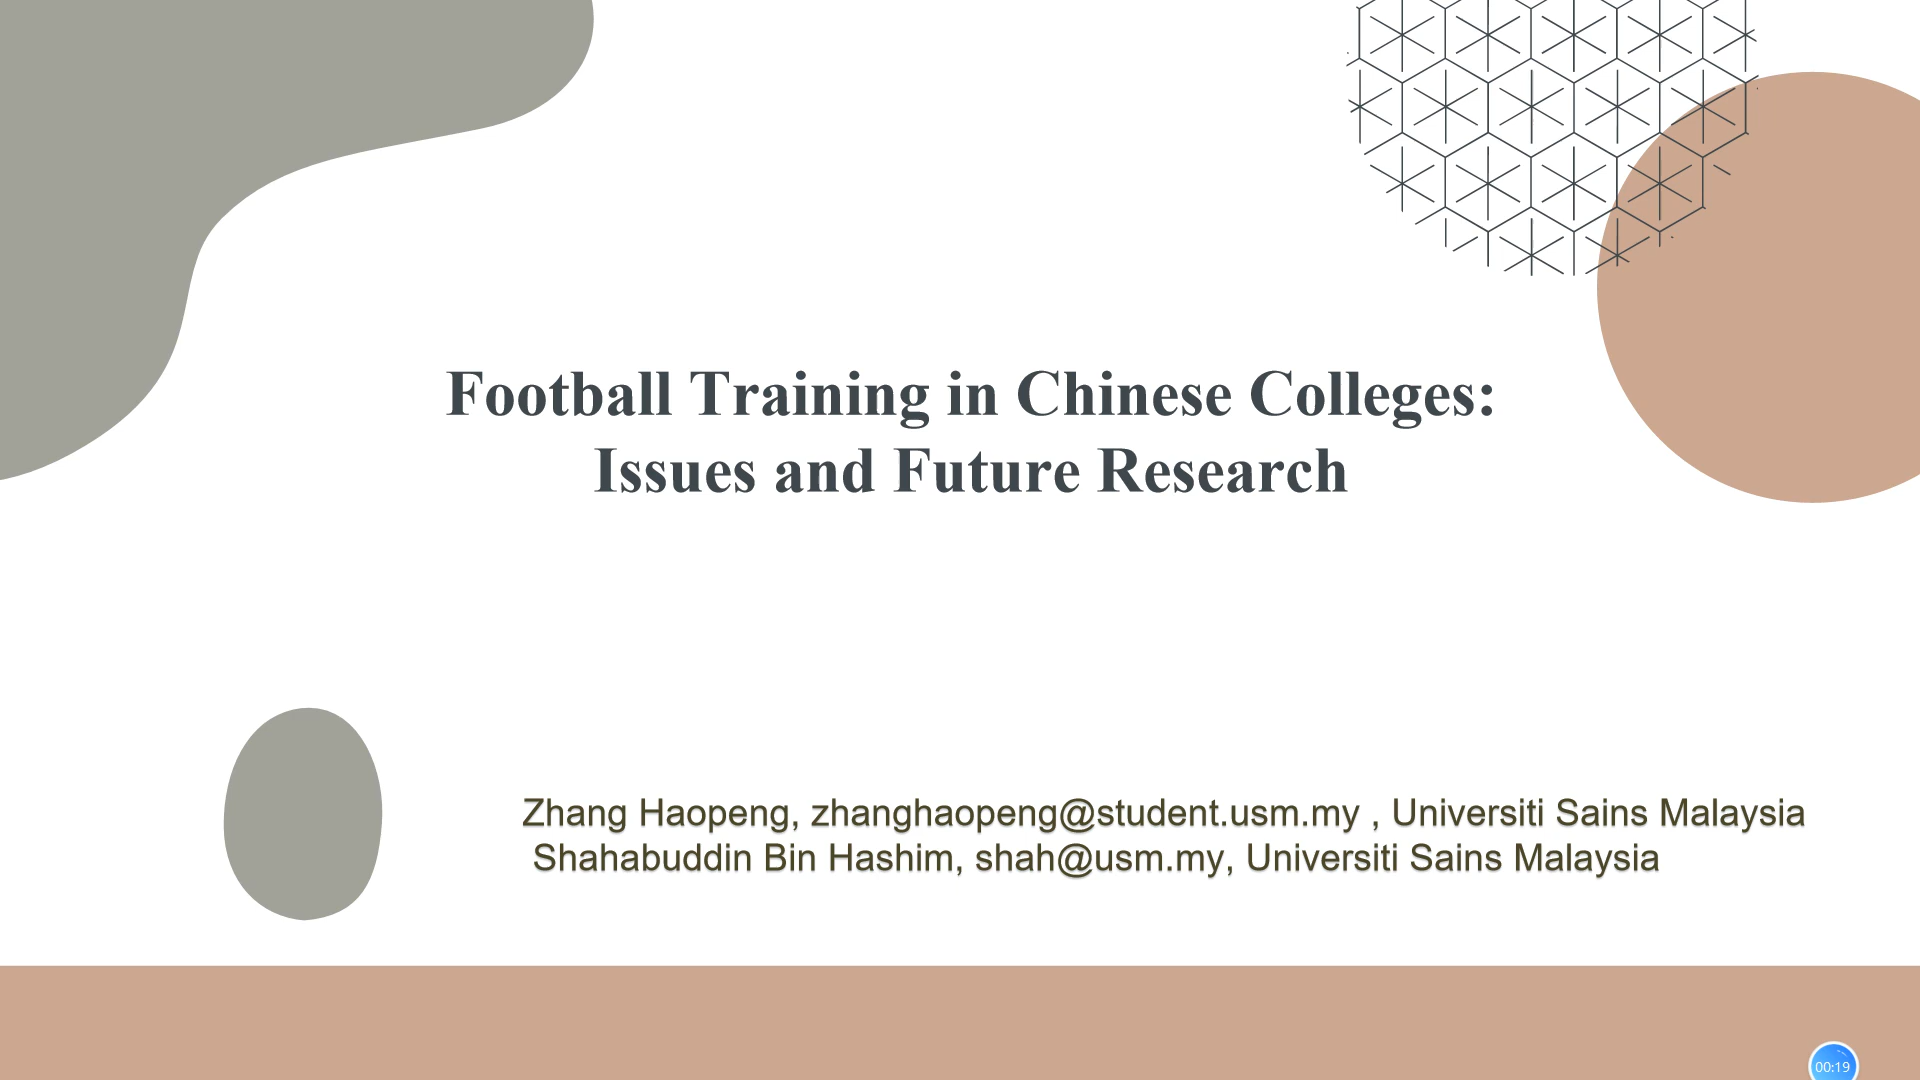 Football Training in Chinese Colleges:
Issues and Future Research
Zhang Haopeng, zhanghaopeng@student.usm.my , Universiti Sains Malaysia
Shahabuddin Bin Hashim, shah@usm.my, Universiti Sains Malaysia
00:19